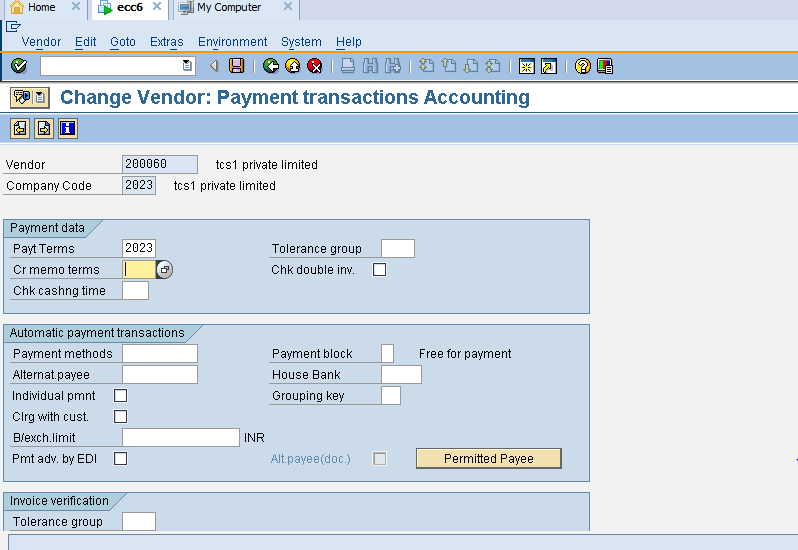 Home ecc6 My Computer
Vendor Edit Goto Extras Environment System Help
Change Vendor: Payment transactions Accounting
Vendor 200060 tcs1 private limited
Company Code 2023 tcs1 private limited
Payment data
Payt Terms 2023 Tolerance group
Cr memo terms Chk double inv.
Chk cashng time
Automatic payment transactions
Payment methods Payment block Free for payment
Alternat.payee House Bank
Individual pmnt Grouping key
Clrg with cust.
B/exch.limit INR
Pmt adv. by EDI Alt.payee(doc.) Permitted Payee
Invoice verification
Tolerance group